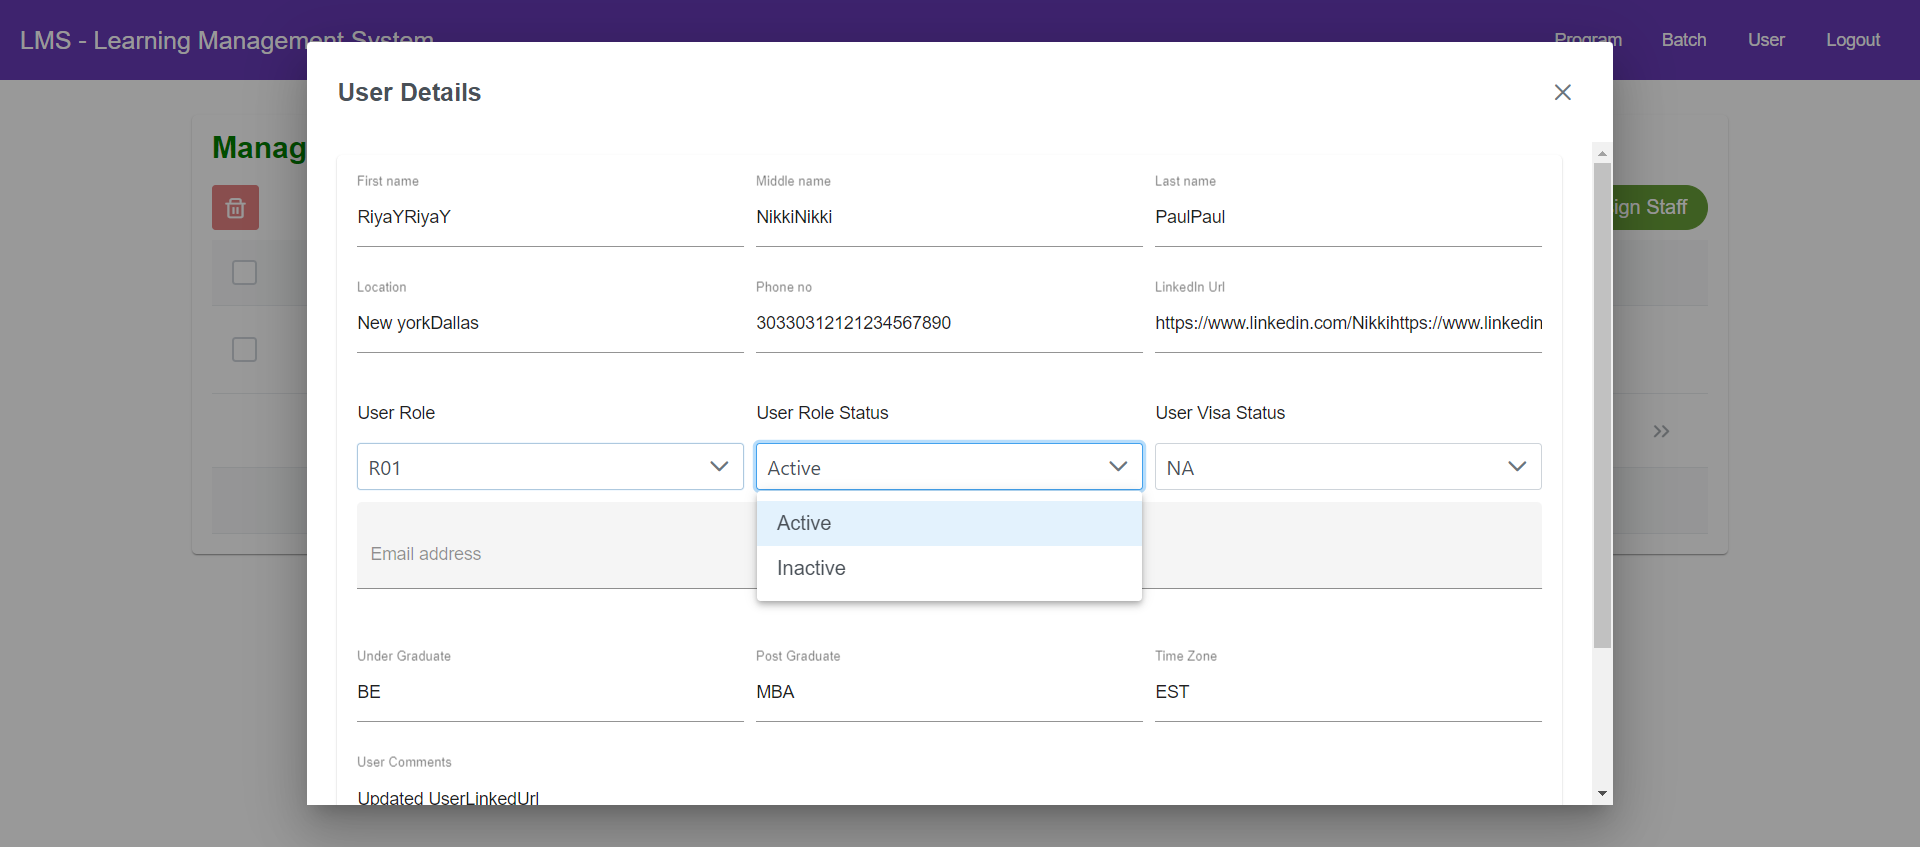 LMS - Learning Management System
Program Batch User Logout
User Details
Manag
ign Staff
First name Middle name Last name
RiyaYRiyaY NikkiNikki PaulPaul
Location Phone no LinkedIn Url
New yorkDallas 30330312121234567890 https://www.linkedin.com/Nikkihttps://www.linkedin
User Role User Role Status User Visa Status
R01 Active NA
Active
Email address
Inactive
Under Graduate Post Graduate Time Zone
BE MBA EST
User Comments
Updated UserLinkedUrl